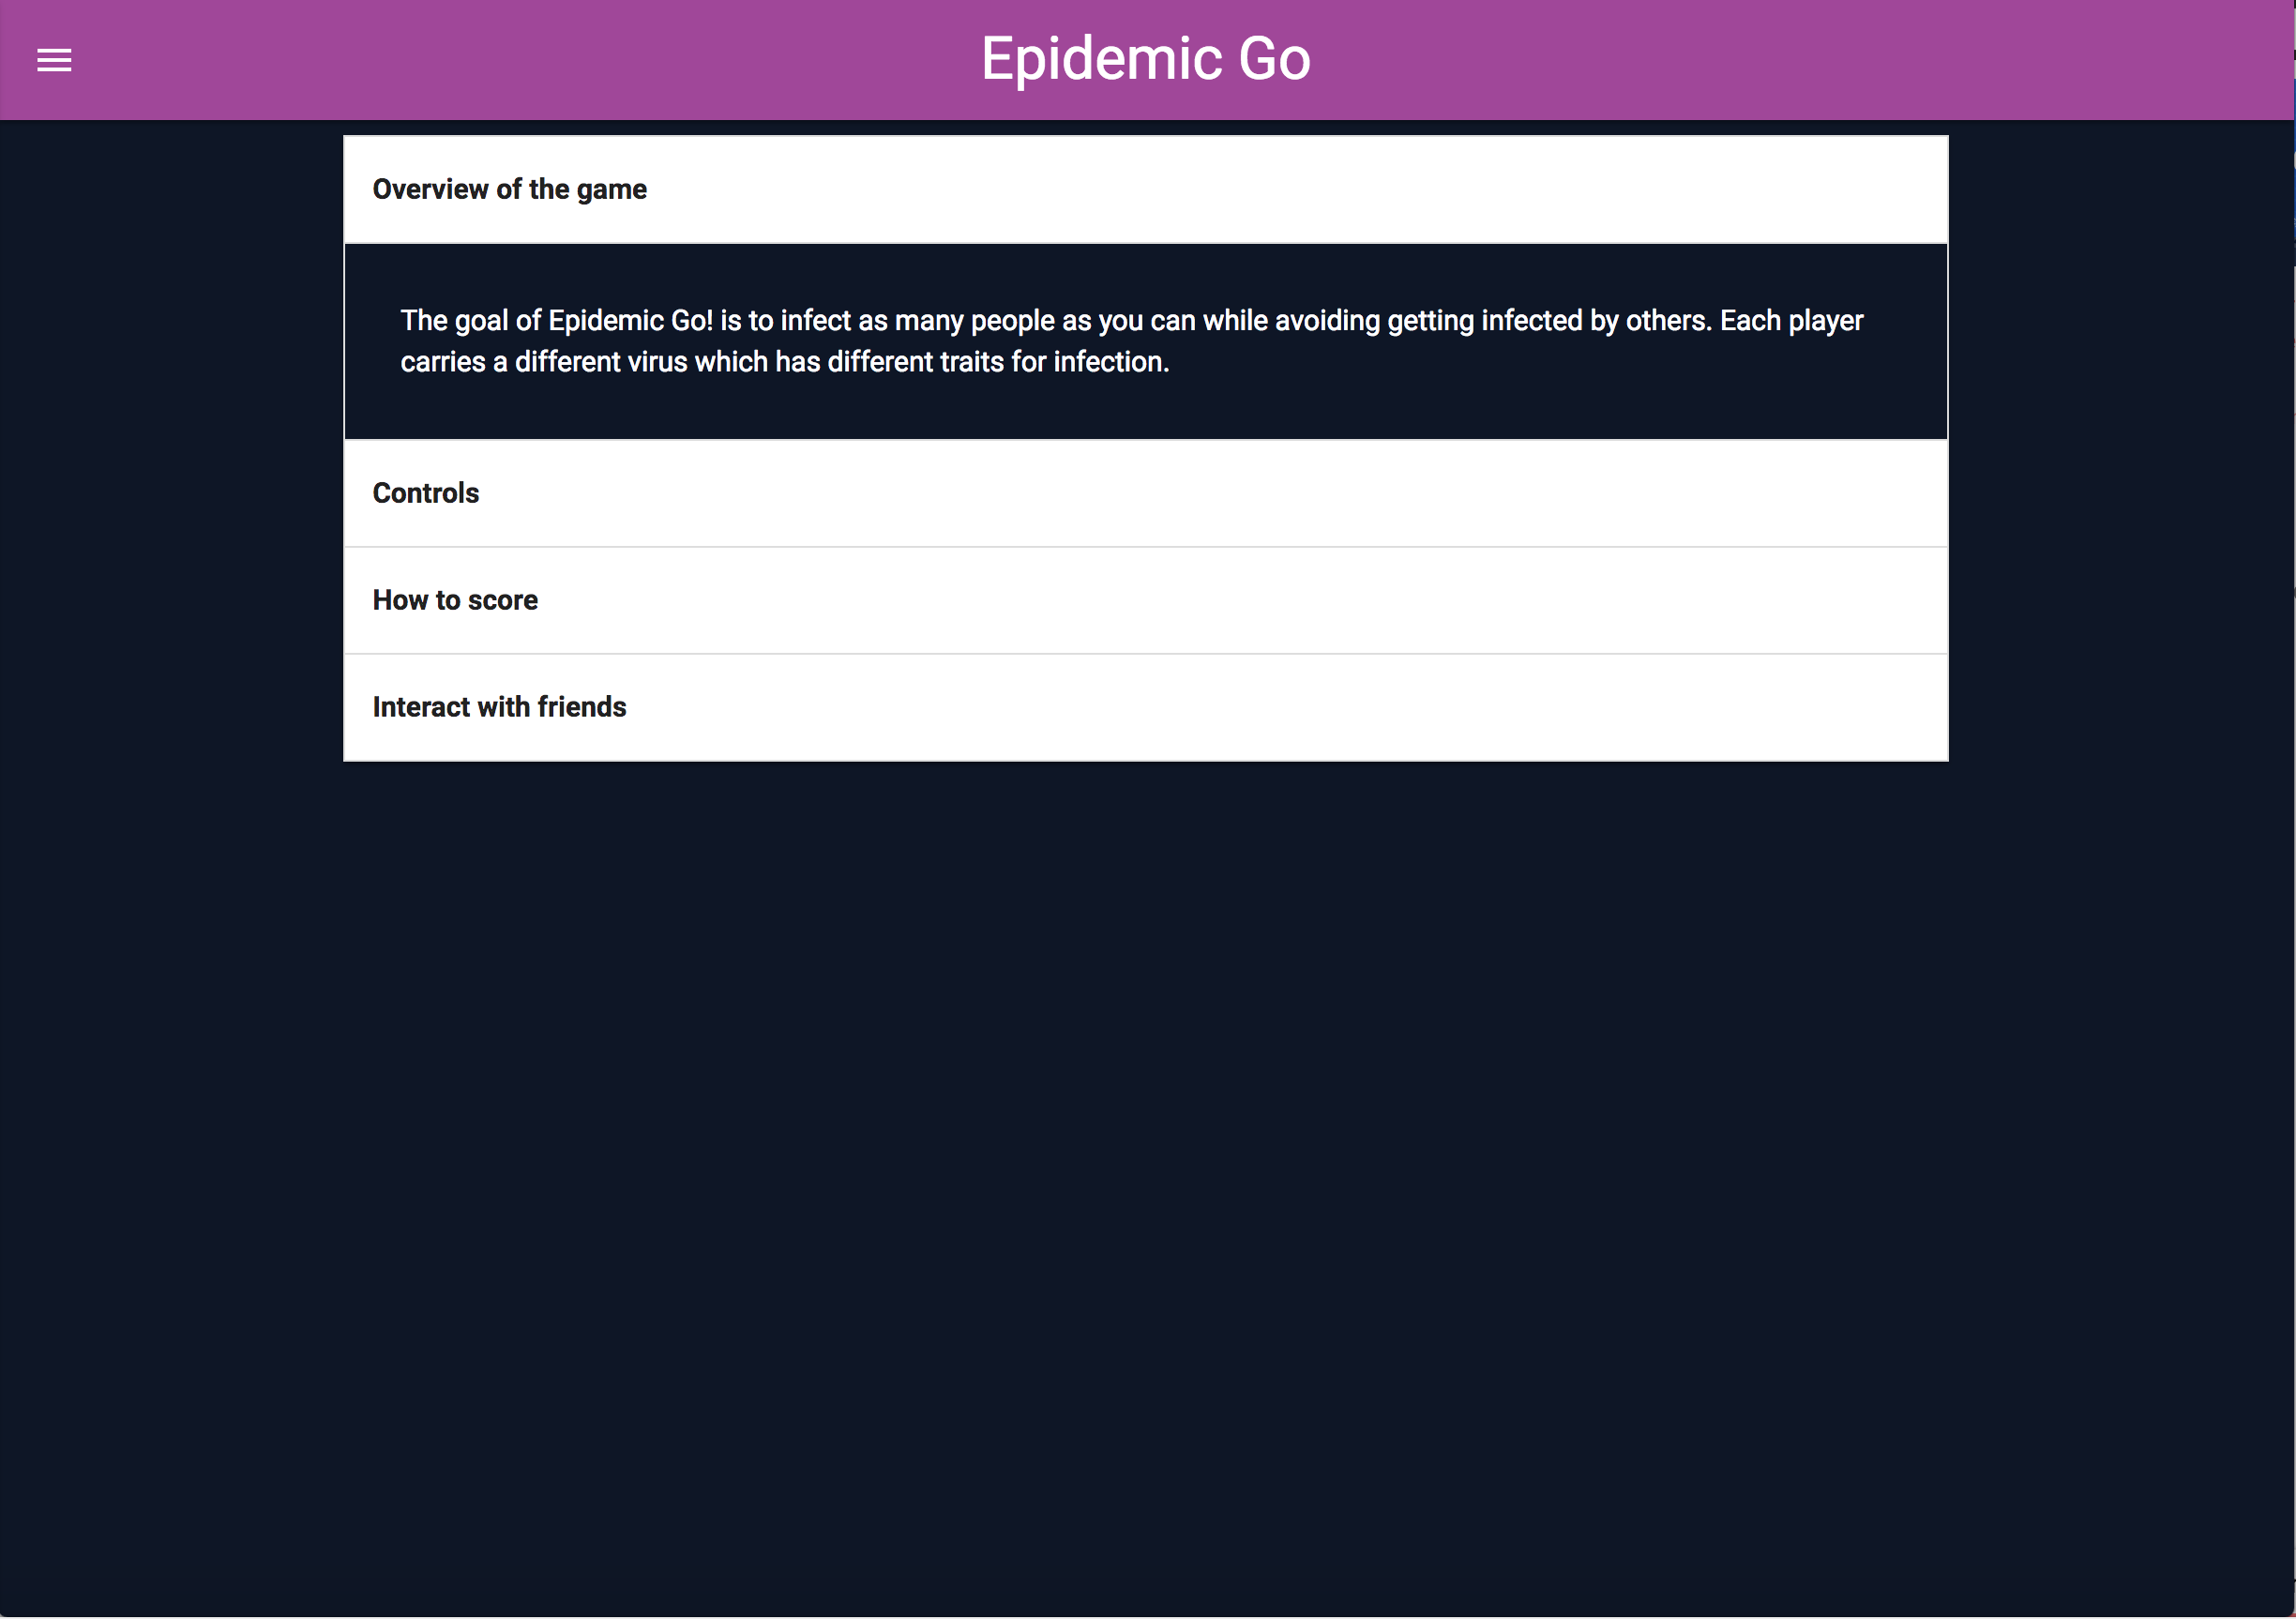 Epidemic Go
Overview of the game
The goal of Epidemic Go! is to infect as many people as you can while avoiding getting infected by others. Each player
carries a different virus which has different traits for infection.
Controls
How to score
Interact with friends